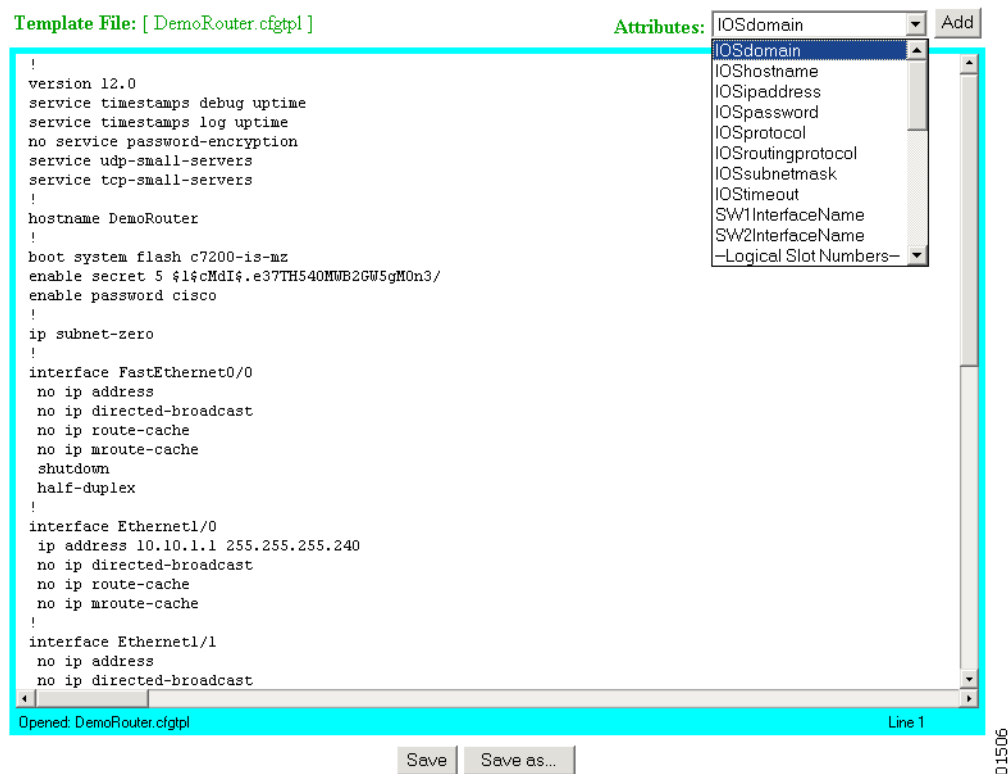 Template File: [ DemoRouter.cfgtpl ]
Attributes: IOSdomain Add
IOSdomain
IOShostname
IOSipaddress
IOSpassword
IOSprotocol
IOSroutingprotocol
IOSsubnetmask
IOStimeout
SW1InterfaceName
SW2InterfaceName
--Logical Slot Numbers--
!
version 12.0
service timestamps debug uptime
service timestamps log uptime
no service password-encryption
service udp-small-servers
service tcp-small-servers
!
hostname DemoRouter
!
boot system flash c7200-is-mz
enable secret 5 $1$cMdI$.e37TH540MWB2GW5gM0n3/
enable password cisco
!
ip subnet-zero
!
interface FastEthernet0/0
no ip address
no ip directed-broadcast
no ip route-cache
no ip mroute-cache
shutdown
half-duplex
!
interface Ethernet1/0
ip address 10.10.1.1 255.255.255.240
no ip directed-broadcast
no ip route-cache
no ip mroute-cache
!
interface Ethernet1/1
no ip address
no ip directed-broadcast
Opened: DemoRouter.cfgtpl
Line 1
Save Save as...